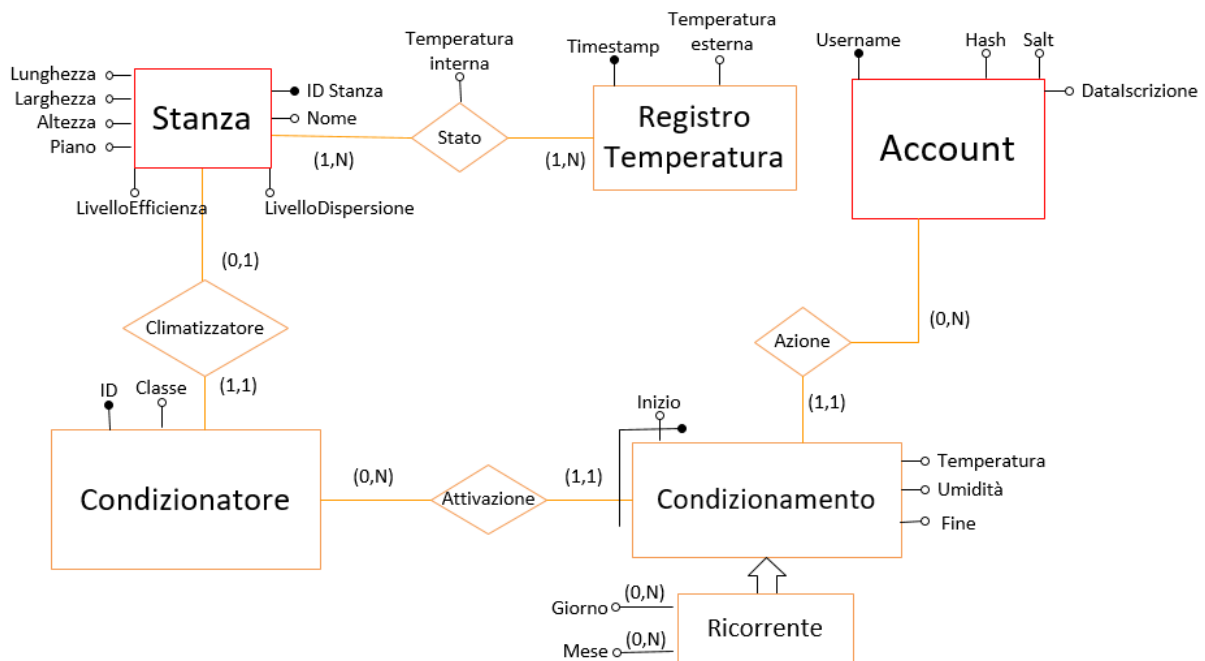 Temperatura
interna
Timestamp
Temperatura
esterna
Username
Hash
Salt
DataIscrizione
Lunghezza
Larghezza
Altezza
Piano
Stanza
ID Stanza
Nome
Stato
(1,N)
(1,N)
Registro
Temperatura
Account
LivelloEfficienza
LivelloDispersione
(0,1)
Climatizzatore
(1,1)
(0,N)
Azione
(1,1)
ID
Classe
Inizio
Condizionatore
(0,N)
Attivazione
(1,1)
Condizionamento
Temperatura
Umidità
Fine
Giorno
(0,N)
Mese
(0,N)
Ricorrente